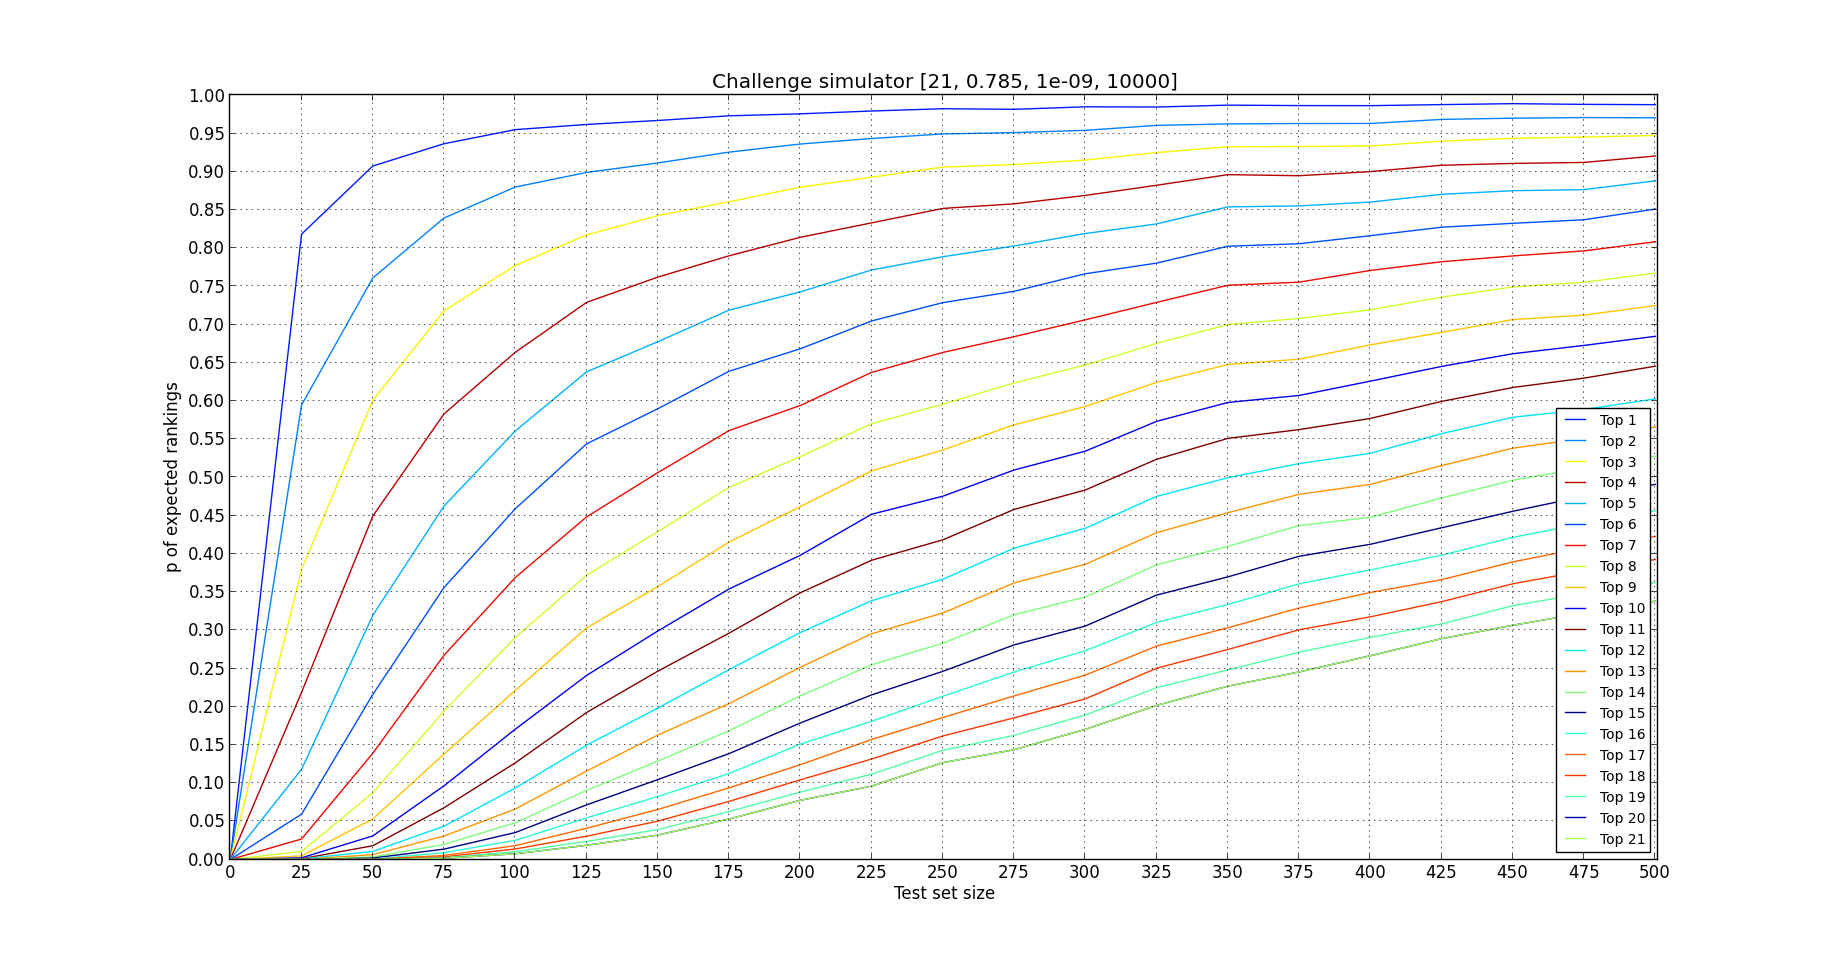 Challenge simulator [21, 0.785, 1e-09, 10000]
1.00
0.95
0.90
0.85
0.80
0.75
0.70
0.65
0.60
0.55
0.50
0.45
0.40
0.35
0.30
0.25
0.20
0.15
0.10
0.05
0.00
p of expected rankings
Top 1
Top 2
Top 3
Top 4
Top 5
Top 6
Top 7
Top 8
Top 9
Top 10
Top 11
Top 12
Top 13
Top 14
Top 15
Top 16
Top 17
Top 18
Top 19
Top 20
Top 21
0 25 50 75 100 125 150 175 200 225 250 275 300 325 350 375 400 425 450 475 500
Test set size